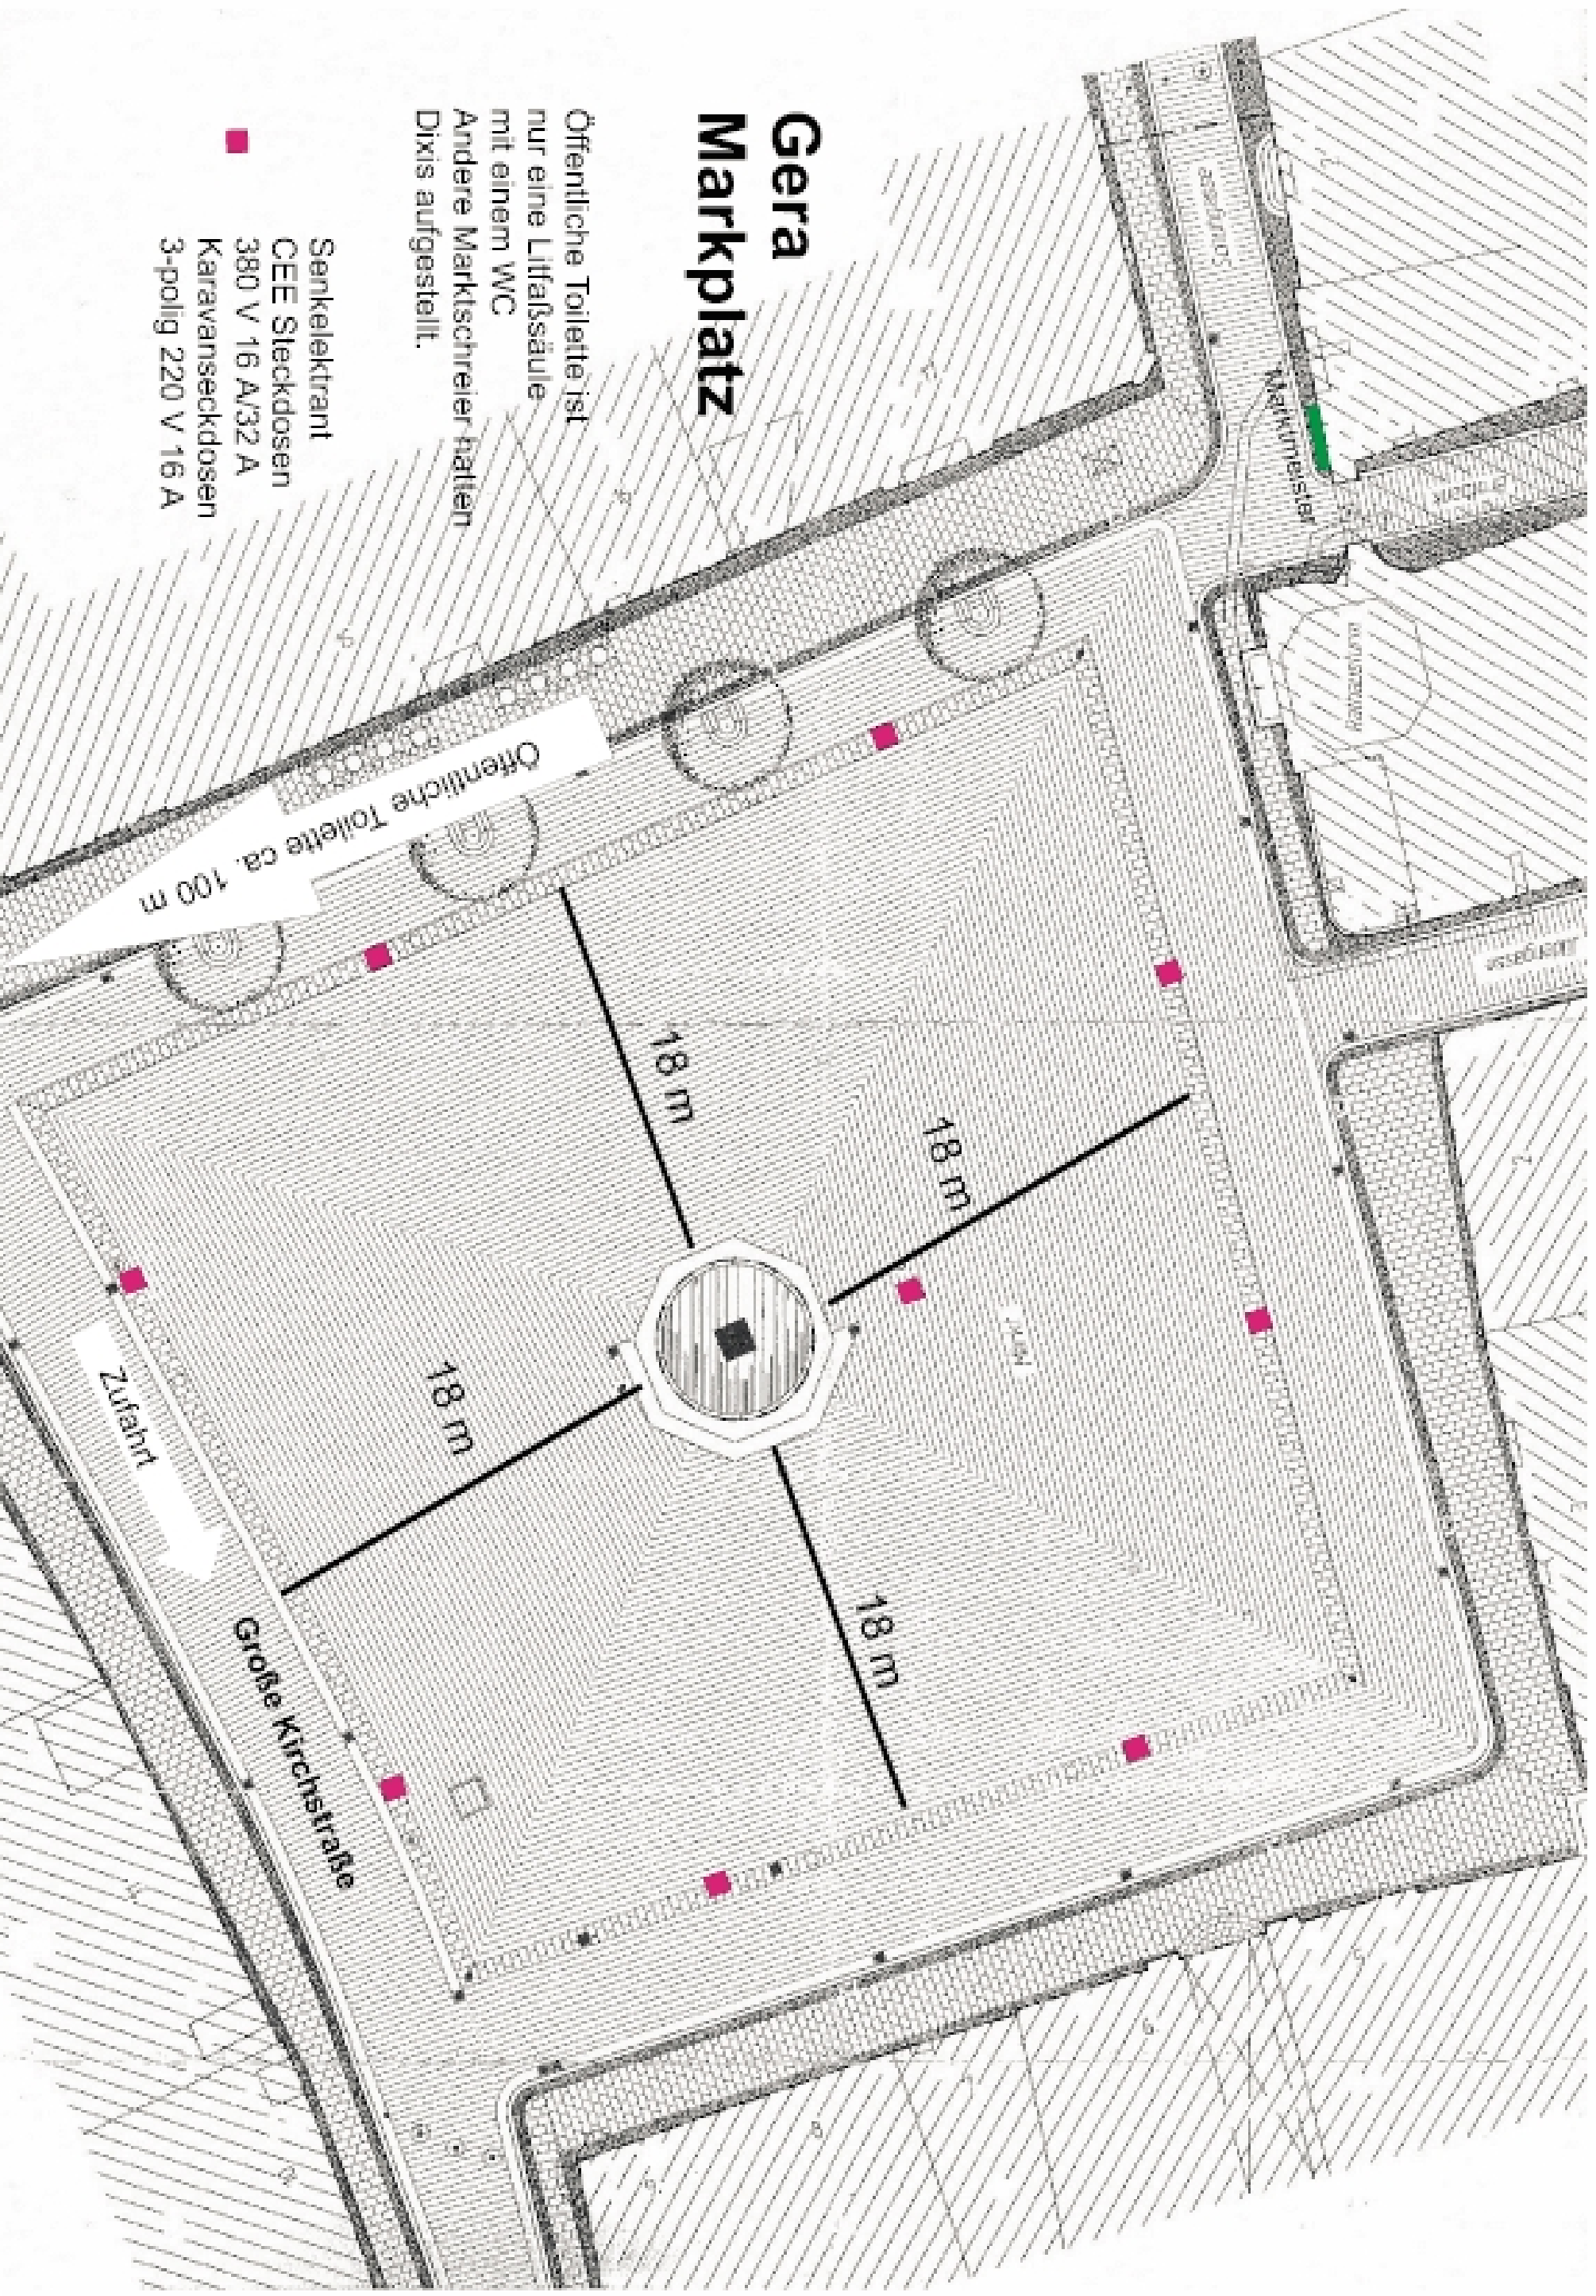 Gera
Markplatz
Öffentliche Toilette ist
nur eine Litfaßsäule
mit einem WC
Andere Marktschreier hatten
Dixis aufgestellt.
Senkelektrant
CEE Steckdosen
380 V 16 A/32 A
Karavanseckdosen
3-polig 220 V 16 A
Marktmeister
Öffentliche Toilette ca. 100 m
18 m
18 m
18 m
18 m
Zufahrt
Große Kirchstraße